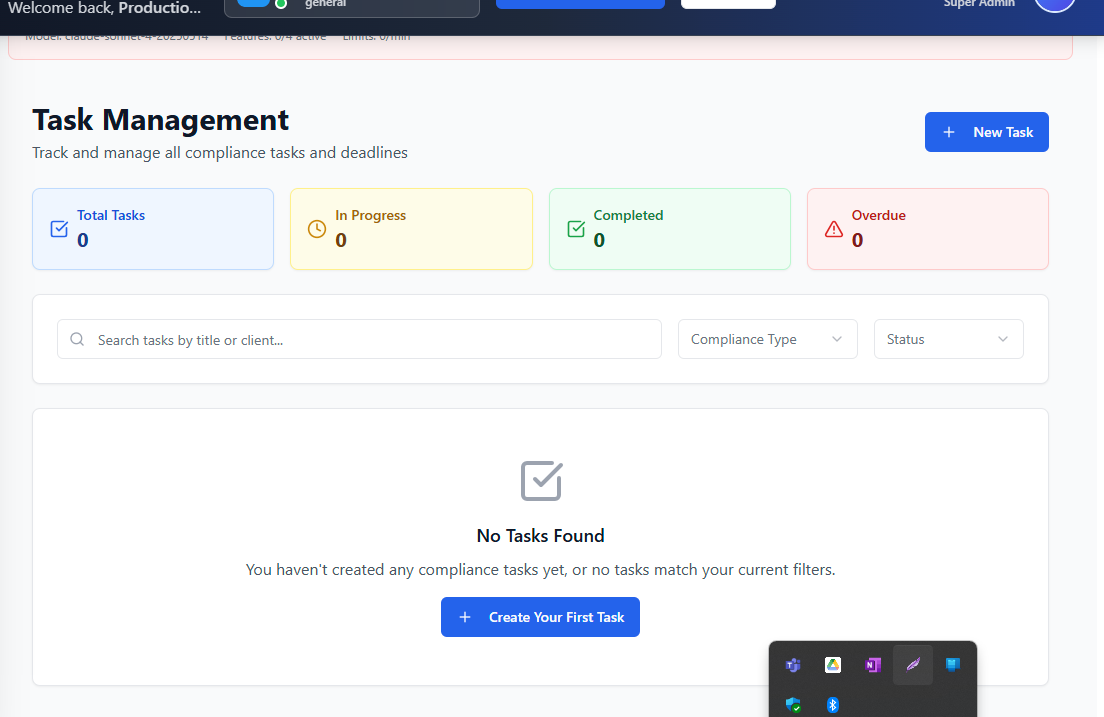 Welcome back, Productio...
general
Super Admin
Model: claude-sonnet-4-20250514 Features: 0/4 active Limits: 0/min
Task Management
Track and manage all compliance tasks and deadlines
+ New Task
Total Tasks
0
In Progress
0
Completed
0
Overdue
0
Search tasks by title or client...
Compliance Type
Status
No Tasks Found
You haven't created any compliance tasks yet, or no tasks match your current filters.
+ Create Your First Task